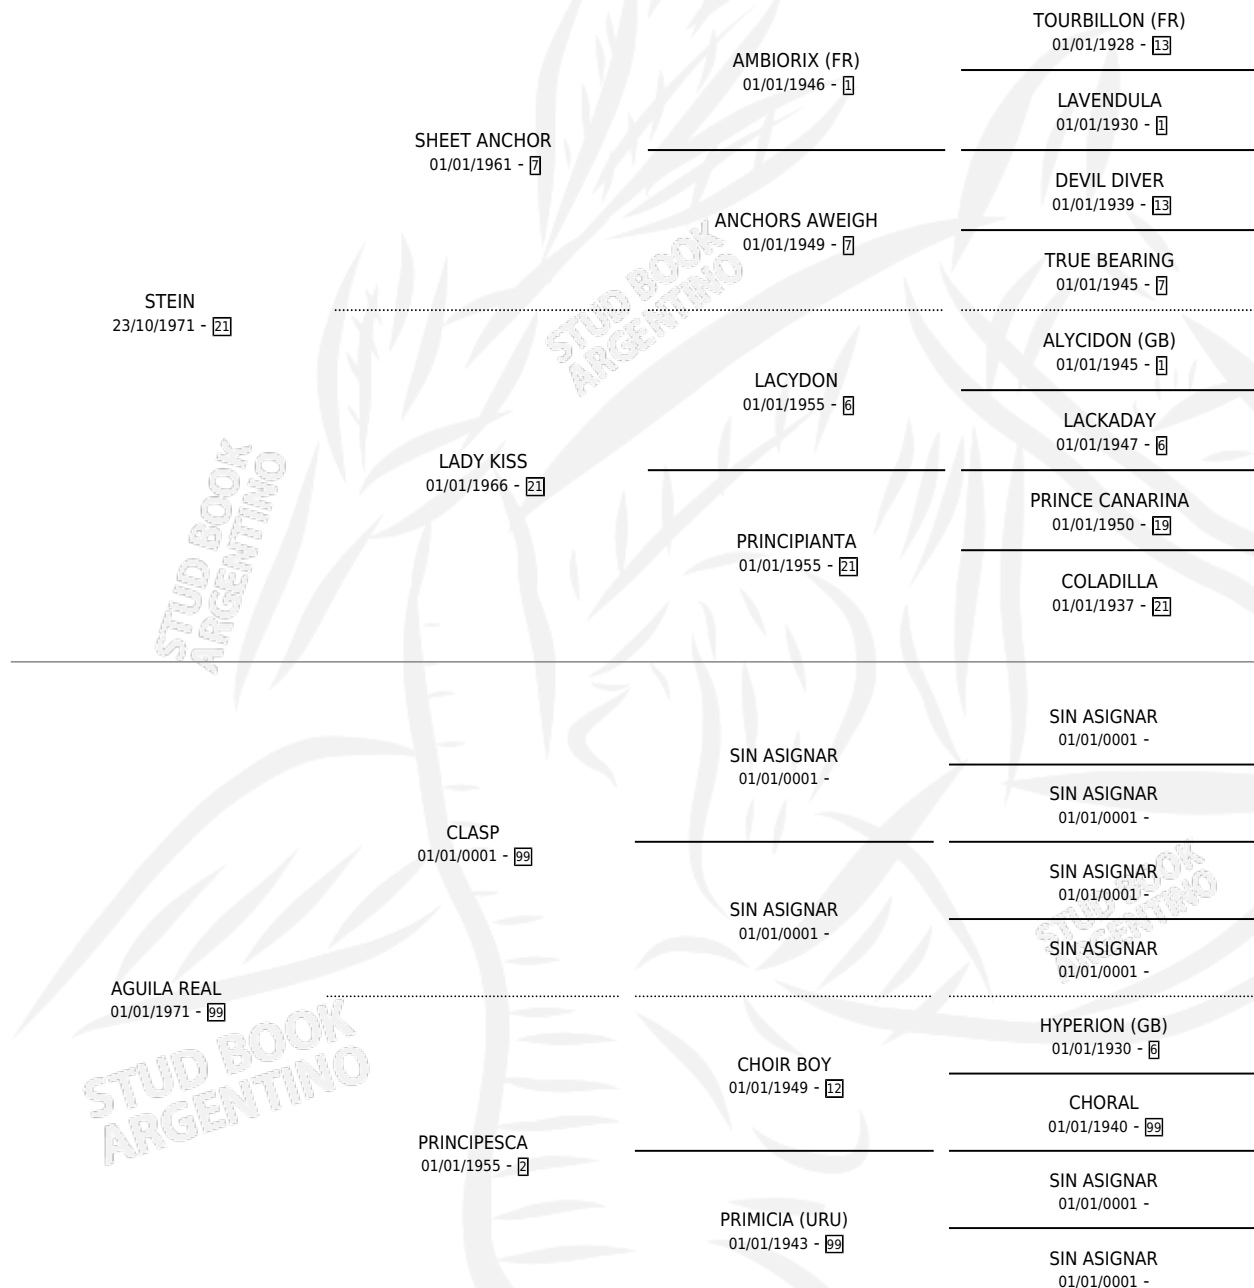 TOURBILLON (FR)
01/01/1928 - 13
AMBIORIX (FR)
01/01/1946 - 1
LAVENDULA
01/01/1930 - 1
SHEET ANCHOR
01/01/1961 - 7
DEVIL DIVER
01/01/1939 - 13
ANCHORS AWEIGH
01/01/1949 - 7
TRUE BEARING
01/01/1945 - 7
STEIN
23/10/1971 - 21
ALYCIDON (GB)
01/01/1945 - 1
LACYDON
01/01/1955 - 6
LACKADAY
01/01/1947 - 6
LADY KISS
01/01/1966 - 21
PRINCE CANARINA
01/01/1950 - 19
PRINCIPIANTA
01/01/1955 - 21
COLADILLA
01/01/1937 - 21
SIN ASIGNAR
01/01/0001 -
SIN ASIGNAR
01/01/0001 -
SIN ASIGNAR
01/01/0001 -
CLASP
01/01/0001 - 99
SIN ASIGNAR
01/01/0001 -
SIN ASIGNAR
01/01/0001 -
SIN ASIGNAR
01/01/0001 -
AGUILA REAL
01/01/1971 - 99
HYPERION (GB)
01/01/1930 - 6
CHOIR BOY
01/01/1949 - 12
CHORAL
01/01/1940 - 99
PRINCIPESCA
01/01/1955 - 2
SIN ASIGNAR
01/01/0001 -
PRIMICIA (URU)
01/01/1943 - 99
SIN ASIGNAR
01/01/0001 -
STUD BOOK
ARGENTINO
STUD BOOK
ARGENTINO
STUD BOOK
ARGENTINO
STUD BOOK
ARGENTINO